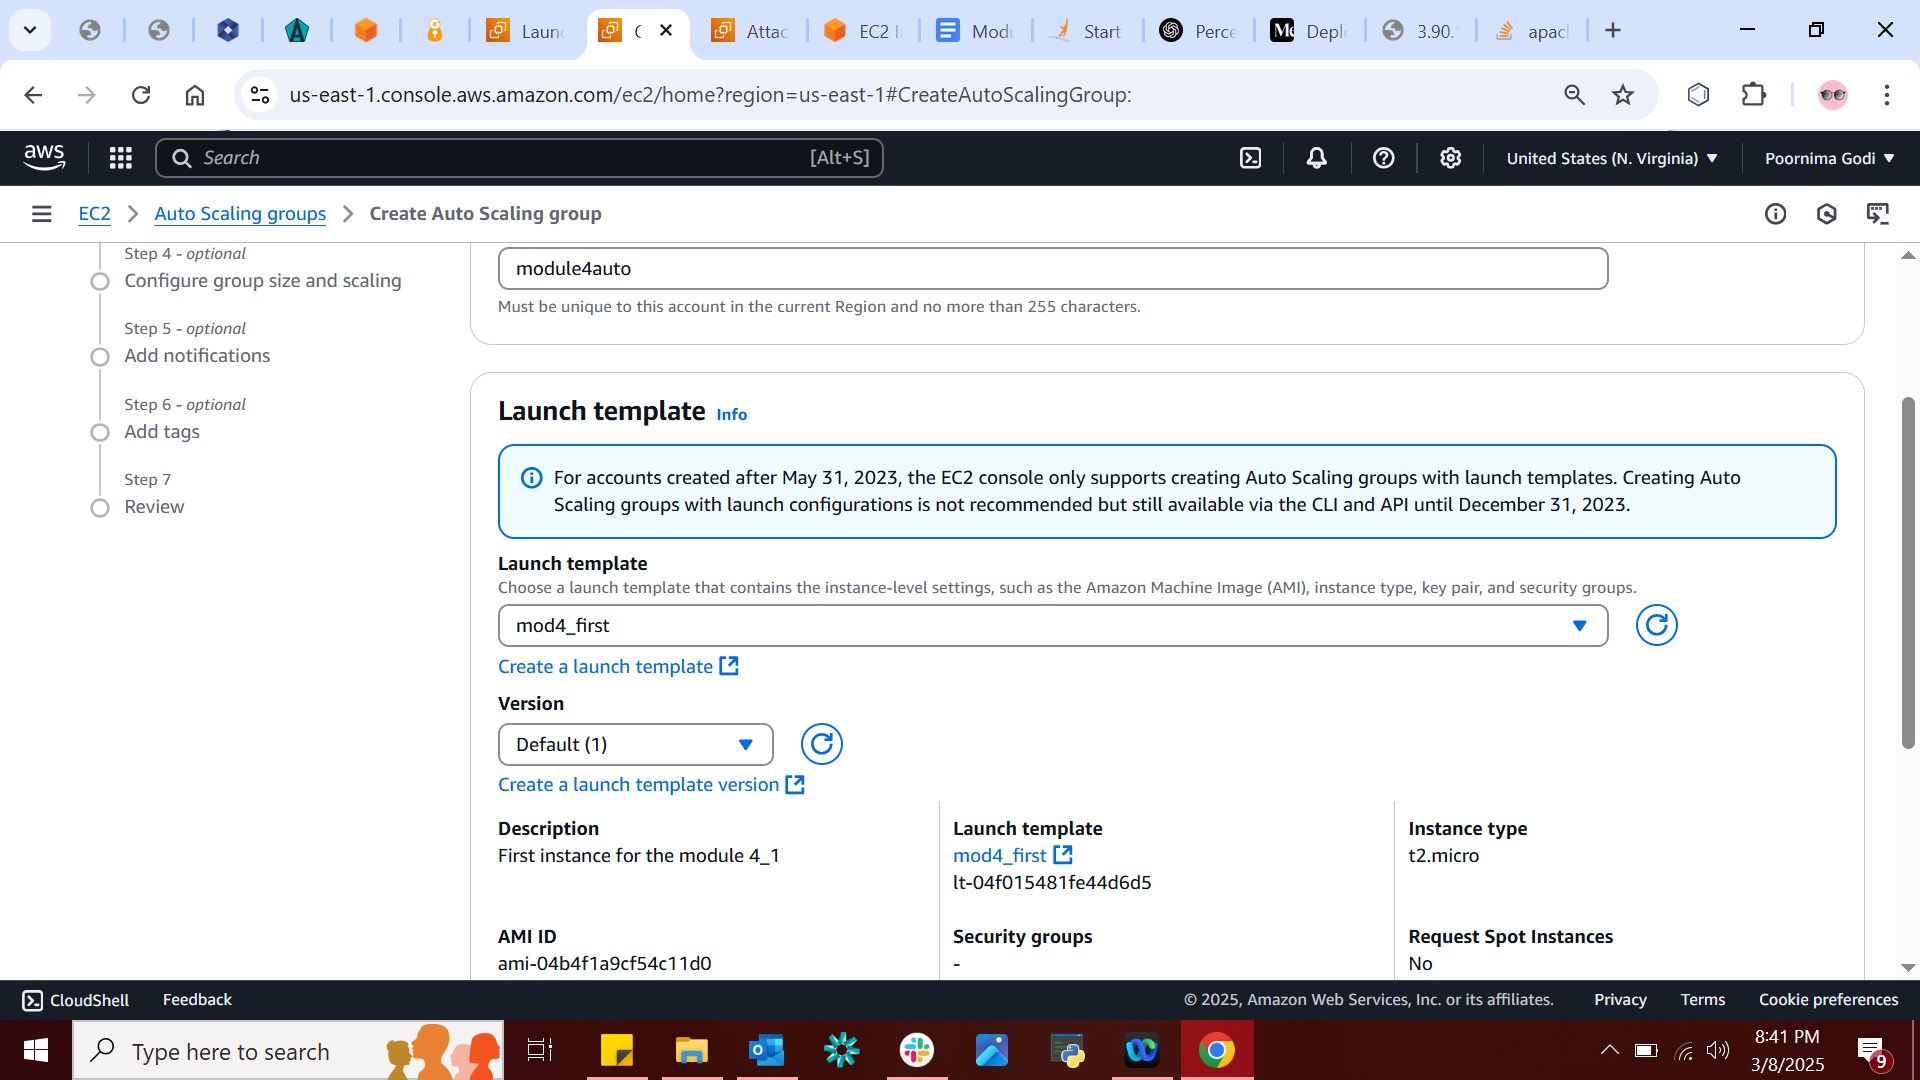 Laun
C
Attac
EC2 I
Modu
Start
Perce
Depl
3.90.
apac
us-east-1.console.aws.amazon.com/ec2/home?region=us-east-1#CreateAutoScalingGroup:
aws
Search
[Alt+S]
United States (N. Virginia)
Poornima Godi
EC2
Auto Scaling groups
Create Auto Scaling group
Step 4 - optional
Configure group size and scaling
Step 5 - optional
Add notifications
Step 6 - optional
Add tags
Step 7
Review
module4auto
Must be unique to this account in the current Region and no more than 255 characters.
Launch template Info
For accounts created after May 31, 2023, the EC2 console only supports creating Auto Scaling groups with launch templates. Creating Auto
Scaling groups with launch configurations is not recommended but still available via the CLI and API until December 31, 2023.
Launch template
Choose a launch template that contains the instance-level settings, such as the Amazon Machine Image (AMI), instance type, key pair, and security groups.
mod4_first
Create a launch template
Version
Default (1)
Create a launch template version
Description
First instance for the module 4_1
Launch template
mod4_first
lt-04f015481fe44d6d5
Instance type
t2.micro
AMI ID
ami-04b4f1a9cf54c11d0
Security groups
-
Request Spot Instances
No
CloudShell
Feedback
© 2025, Amazon Web Services, Inc. or its affiliates.
Privacy
Terms
Cookie preferences
Type here to search
8:41 PM
3/8/2025
9